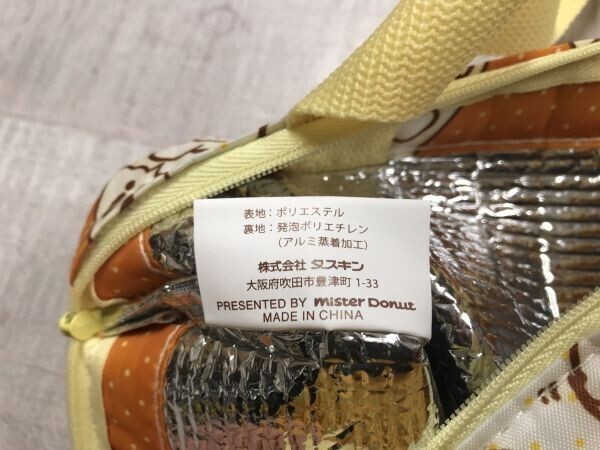 表地：ポリエステル
裏地：発泡ポリエチレン
(アルミ蒸着加工)
株式会社 ダスキン
大阪府吹田市豊津町 1-33
PRESENTED BY mister Donut
MADE IN CHINA